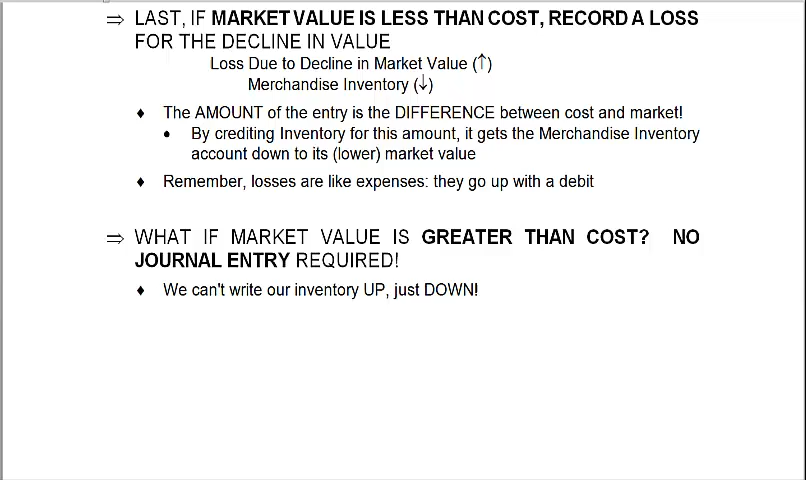 ⇒ LAST, IF MARKET VALUE IS LESS THAN COST, RECORD A LOSS
FOR THE DECLINE IN VALUE
Loss Due to Decline in Market Value (↑)
Merchandise Inventory (↓)
♦ The AMOUNT of the entry is the DIFFERENCE between cost and market!
• By crediting Inventory for this amount, it gets the Merchandise Inventory
account down to its (lower) market value
♦ Remember, losses are like expenses: they go up with a debit
⇒ WHAT IF MARKET VALUE IS GREATER THAN COST? NO
JOURNAL ENTRY REQUIRED!
♦ We can't write our inventory UP, just DOWN!